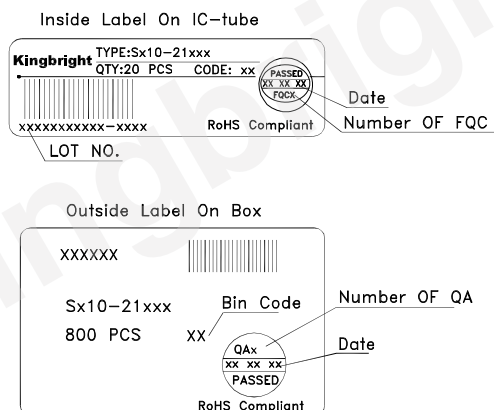 Inside Label On IC-tube
Kingbright
TYPE:Sx10-21xxx
QTY:20 PCS CODE: xx
PASSED
xx xx xx
FQCx
Date
Number OF FQC
xxxxxxxxxxx-xxxx
RoHS Compliant
LOT NO.
Outside Label On Box
XXXXXX
Sx10-21xxx
Bin Code
Number OF QA
800 PCS
XX
QAx
Date
xx xx xx
PASSED
RoHS Compliant